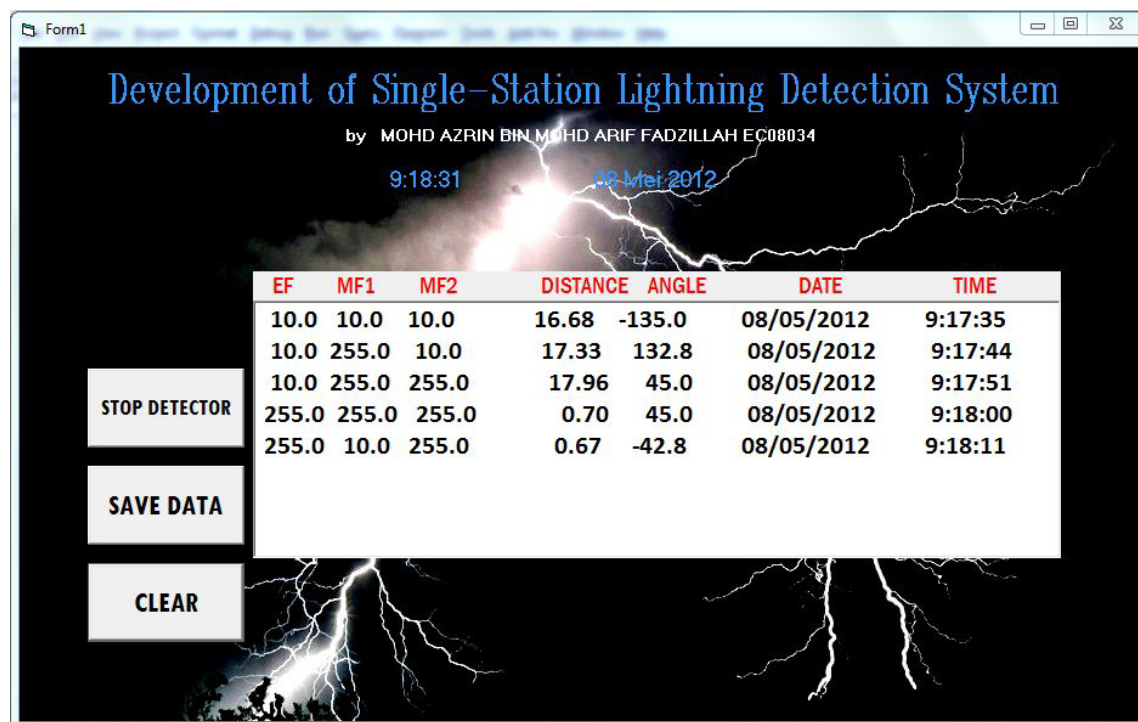 Form1
Development of Single-Station Lightning Detection System
by MOHD AZRIN BIN MOHD ARIF FADZILLAH EC08034
9:18:31 08 Mei 2012
EF MF1 MF2 DISTANCE ANGLE DATE TIME
10.0 10.0 10.0 16.68 -135.0 08/05/2012 9:17:35
10.0 255.0 10.0 17.33 132.8 08/05/2012 9:17:44
10.0 255.0 255.0 17.96 45.0 08/05/2012 9:17:51
255.0 255.0 255.0 0.70 45.0 08/05/2012 9:18:00
255.0 10.0 255.0 0.67 -42.8 08/05/2012 9:18:11
STOP DETECTOR
SAVE DATA
CLEAR